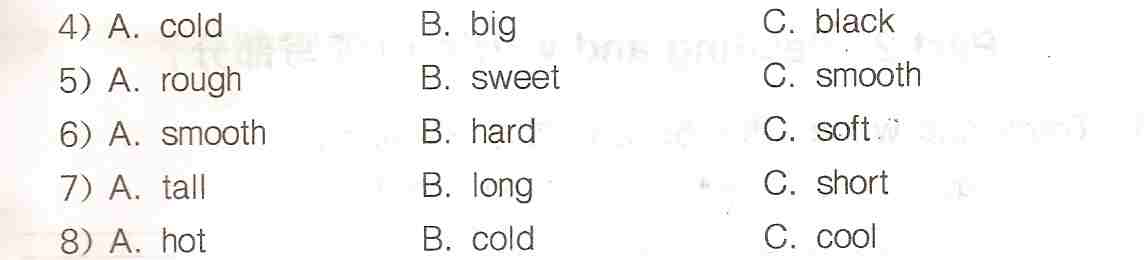 4) A. cold B. big C. black
5) A. rough B. sweet C. smooth
6) A. smooth B. hard C. soft
7) A. tall B. long C. short
8) A. hot B. cold C. cool